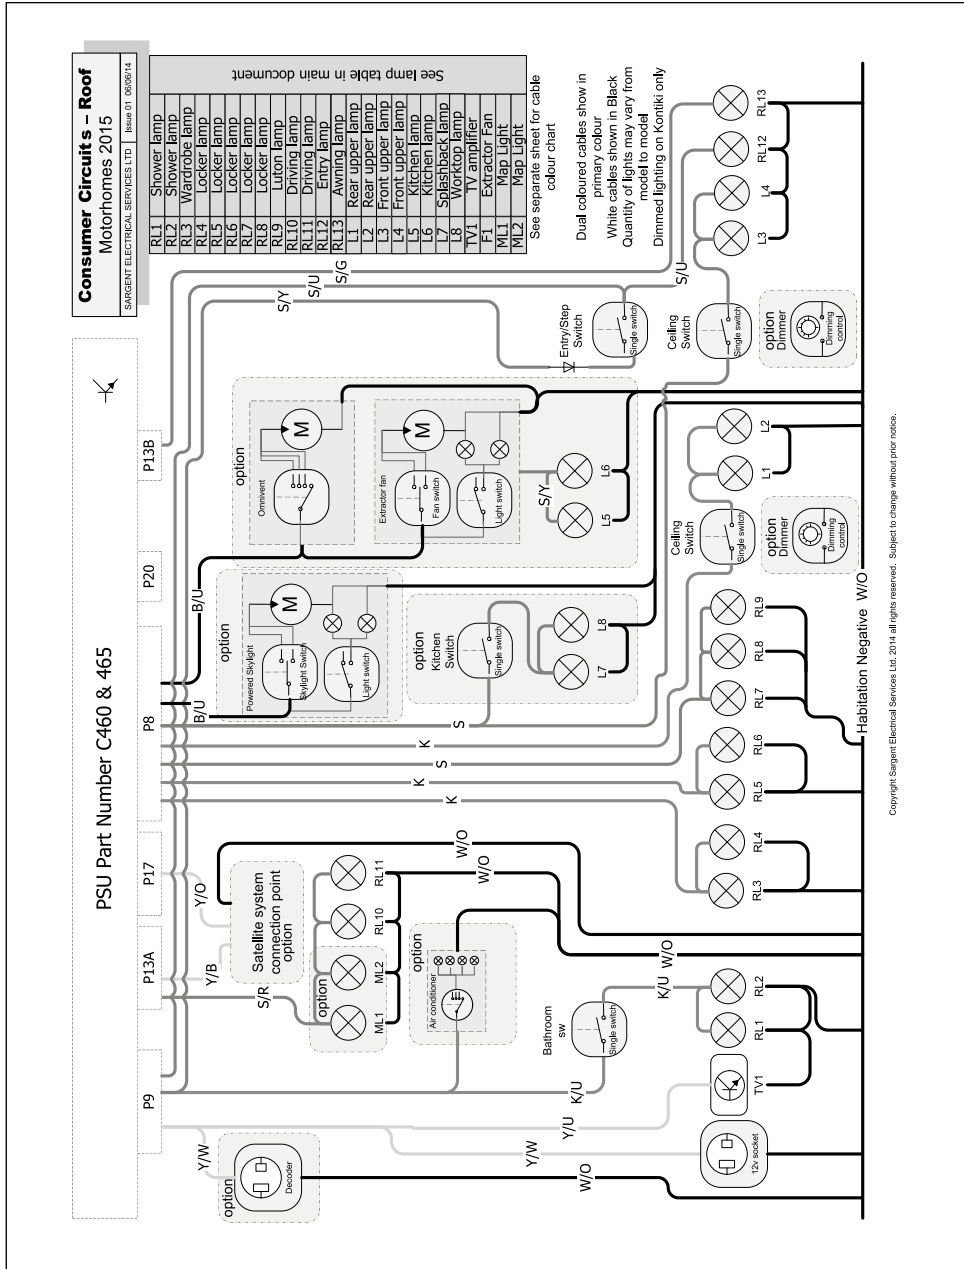 Consumer Circuits – Roof
Motorhomes 2015
SARGENT ELECTRICAL SERVICES LTD
Issue 01 06/06/14
RL1 Shower lamp
RL2 Shower lamp
RL3 Wardrobe lamp
RL4 Locker lamp
RL5 Locker lamp
RL6 Locker lamp
RL7 Locker lamp
RL8 Locker lamp
RL9 Luton lamp
RL10 Driving lamp
RL11 Driving lamp
RL12 Entry lamp
RL13 Awning lamp
L1 Rear upper lamp
L2 Rear upper lamp
L3 Front upper lamp
L4 Front upper lamp
L5 Kitchen lamp
L6 Kitchen lamp
L7 Splashback lamp
L8 Worktop lamp
TV1 TV amplifier
F1 Extractor Fan
ML1 Map Light
ML2 Map Light
See lamp table in main document
See separate sheet for cable
colour chart
Dual coloured cables show in
primary colour
White cables shown in Black
Quantity of lights may vary from
model to model
Dimmed lighting on Kontiki only
PSU Part Number C460 & 465
P9
P13A
P17
P8
P20
P13B
Y/W
Y/B
Y/O
S/R
B/U
B/U
S/Y
S/U
S/G
option
Decoder
Satellite system
connection point
option
option
ML1
ML2
RL10
RL11
W/O
W/O
option
Air conditioner
option
Powered Skylight
Skylight Switch
Light switch
M
option
Omnivent
M
Extractor fan
Fan switch
Light switch
M
S/Y
L5
L6
option
Kitchen
Switch
Single switch
L7
L8
K
K
S
K
S
Entry/Step
Switch
Single switch
S/U
Ceiling
Switch
Single switch
option
Dimmer
Dimming
control
Ceiling
Switch
Single switch
option
Dimmer
Dimming
control
Bathroom
sw
Single switch
K/U
K/U
Y/U
Y/W
W/O
W/O
W/O
12v socket
TV1
RL1
RL2
RL3
RL4
RL5
RL6
RL7
RL8
RL9
L1
L2
L3
L4
RL12
RL13
Habitation Negative W/O
Copyright Sargent Electrical Services Ltd. 2014 all rights reserved. Subject to change without prior notice.